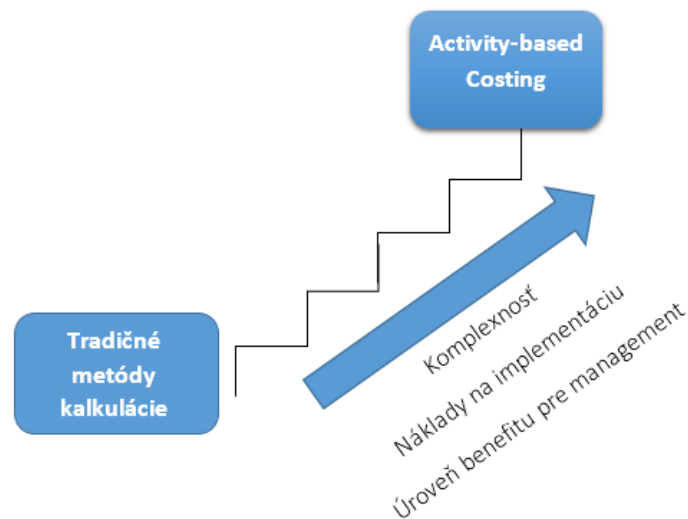 Activity-based
Costing
Tradičné
metódy
kalkulácie
Komplexnosť
Náklady na implementáciu
Úroveň benefitu pre management